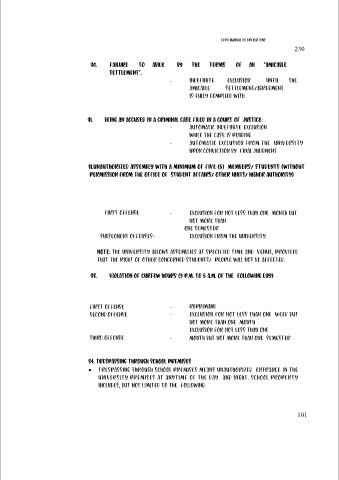 230
90. FAILURE TO ABIDE BY THE TERMS OF AN "AMICABLE
SETTLEMENT".
- INDEFINITE EXCLUSION UNTIL THE
AMICABLE SETTLEMENT/AGREEMENT
IS FULLY COMPLIED WITH
91. BEING AN ACCUSED IN A CRIMINAL CASE FILED IN A COURT OF JUSTICE:
- AUTOMATIC INDEFINITE EXCLUSION
WHILE THE CASE IS PENDING
- AUTOMATIC EXCLUSION FROM THE UNIVERSITY
UPON CONVICTION BY FINAL JUDGMENT
92.UNAUTHORIZED ASSEMBLY WITH A MINIMUM OF FIVE (5) MEMBERS/ STUDENTS (WITHOUT
PERMISSION FROM THE OFFICE OF STUDENT AFFAIRS/ OTHER UNITS/ HIGHER AUTHORITY)
FIRST OFFENSE - EXCLUSION FOR NOT LESS THAN ONE MONTH BUT
NOT MORE THAN
ONE SEMESTER
SUBSEQUENT OFFENSES- EXCLUSION FROM THE UNIVERSITY
NOTE: THE UNIVERSITY ALLOWS ASSEMBLIES AT SPECIFIED TIME AND VENUE, PROVIDED
THAT THE RIGHT OF OTHER CONCERNED STUDENTS/ PEOPLE WILL NOT BE AFFECTED.
93. VIOLATION OF CURFEW HOURS (9 P.M. TO 5 A.M. OF THE FOLLOWING DAY)
FIRST OFFENSE - REPRIMAND
SECOND OFFENSE - EXCLUSION FOR NOT LESS THAN ONE WEEK BUT
NOT MORE THAN ONE MONTH
EXCLUSION FOR NOT LESS THAN ONE
THIRD OFFENSE - MONTH BUT NOT MORE THAN ONE SEMESTER
94. TRESPASSING THROUGH SCHOOL PREMISES
• TRESPASSING THROUGH SCHOOL PREMISES MEANS UNAUTHORIZED ENTRANCE IN THE
UNIVERSITY PREMISES AT ANYTIME OF THE DAY AND NIGHT. SCHOOL PROPERTY
INCLUDES, BUT NOT LIMITED TO THE FOLLOWING:
101